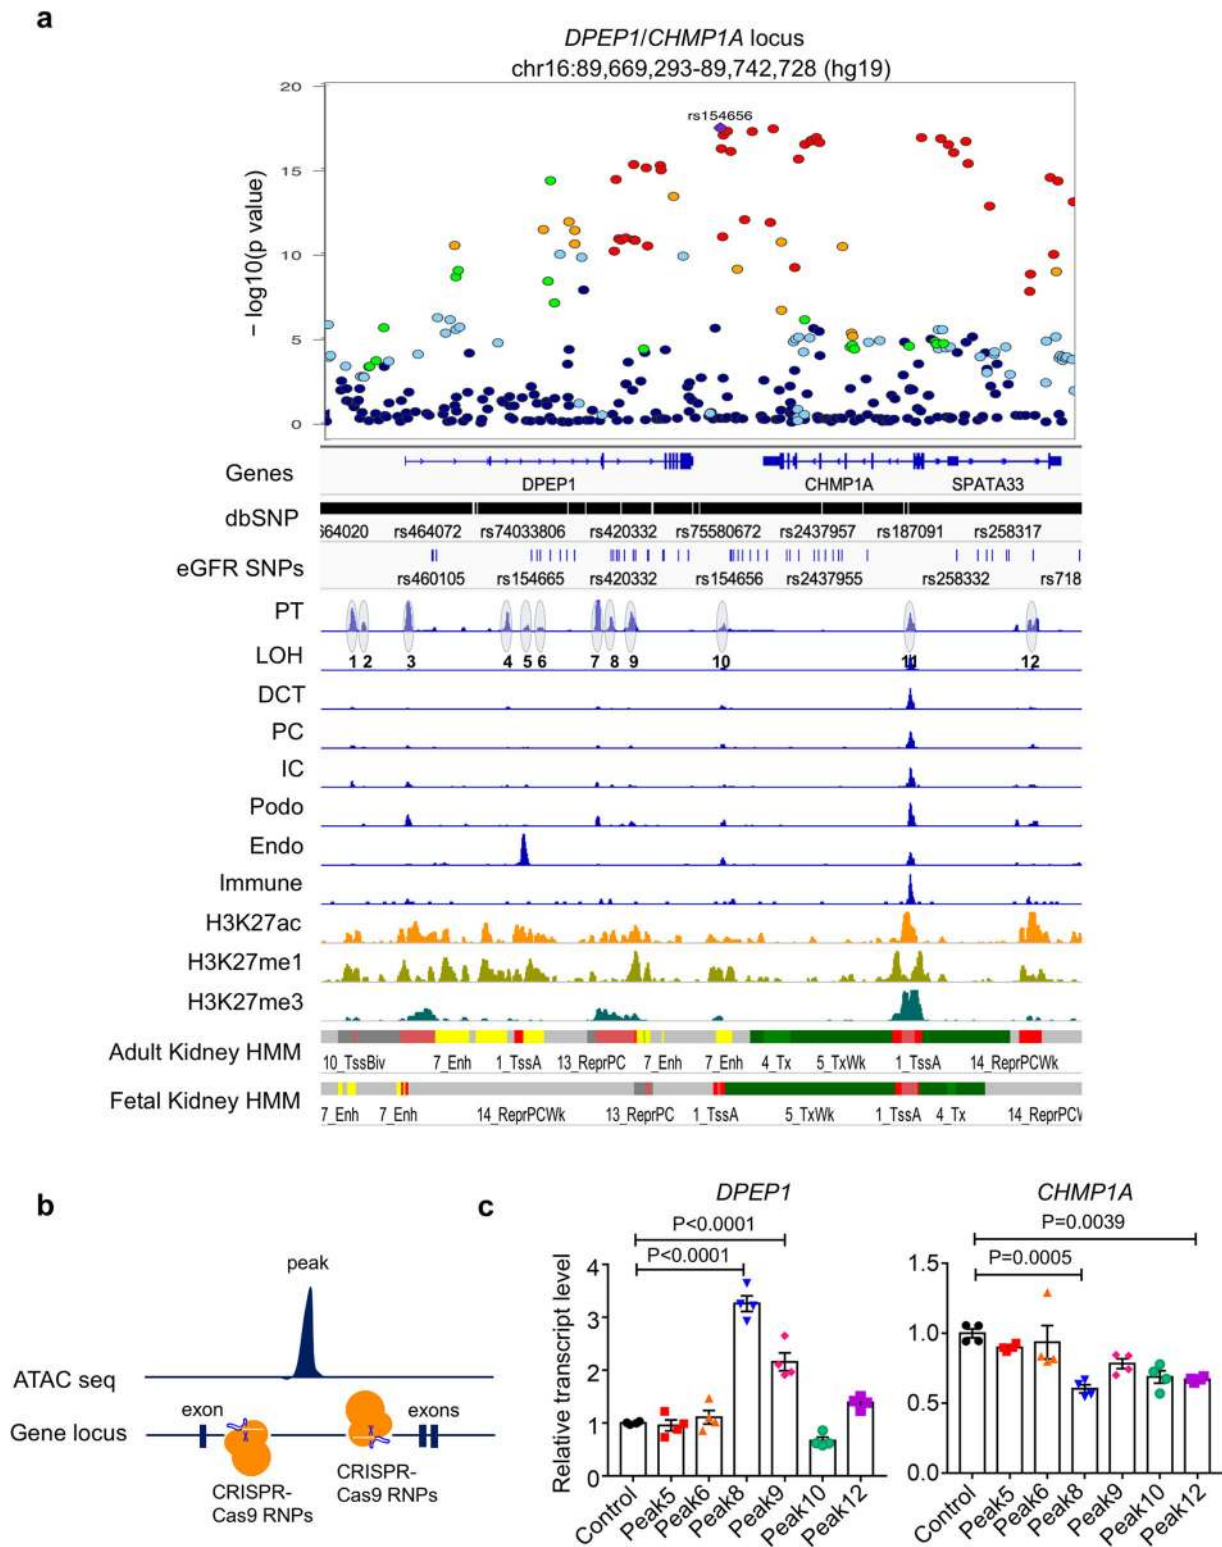 a
DPEP1/CHMP1A locus
chr16:89,669,293-89,742,728 (hg19)
– log10(p value)
20
15
10
5
0
rs154656
Genes
DPEP1 CHMP1A SPATA33
dbSNP
664020 rs464072 rs74033806 rs420332 rs75580672 rs2437957 rs187091 rs258317
eGFR SNPs
rs460105 rs154665 rs420332 rs154656 rs2437955 rs258332 rs718
PT
LOH
1 2 3 4 5 6 7 8 9 10 11 12
DCT
PC
IC
Podo
Endo
Immune
H3K27ac
H3K27me1
H3K27me3
Adult Kidney HMM
10_TssBiv 7_Enh 1_TssA 13_ReprPC 7_Enh 7_Enh 4_Tx 5_TxWk 1_TssA 14_ReprPCWk
Fetal Kidney HMM
7_Enh 7_Enh 14_ReprPCWk 13_ReprPC 1_TssA 5_TxWk 1_TssA 4_Tx 14_ReprPCW
b
peak
ATAC seq
exon exons
Gene locus
CRISPR-
Cas9 RNPs
CRISPR-
Cas9 RNPs
c
DPEP1
P<0.0001
P<0.0001
Relative transcript level
4
3
2
1
0
Control Peak5 Peak6 Peak8 Peak9 Peak10 Peak12
CHMP1A
P=0.0039
P=0.0005
1.5
1.0
0.5
0.0
Control Peak5 Peak6 Peak8 Peak9 Peak10 Peak12